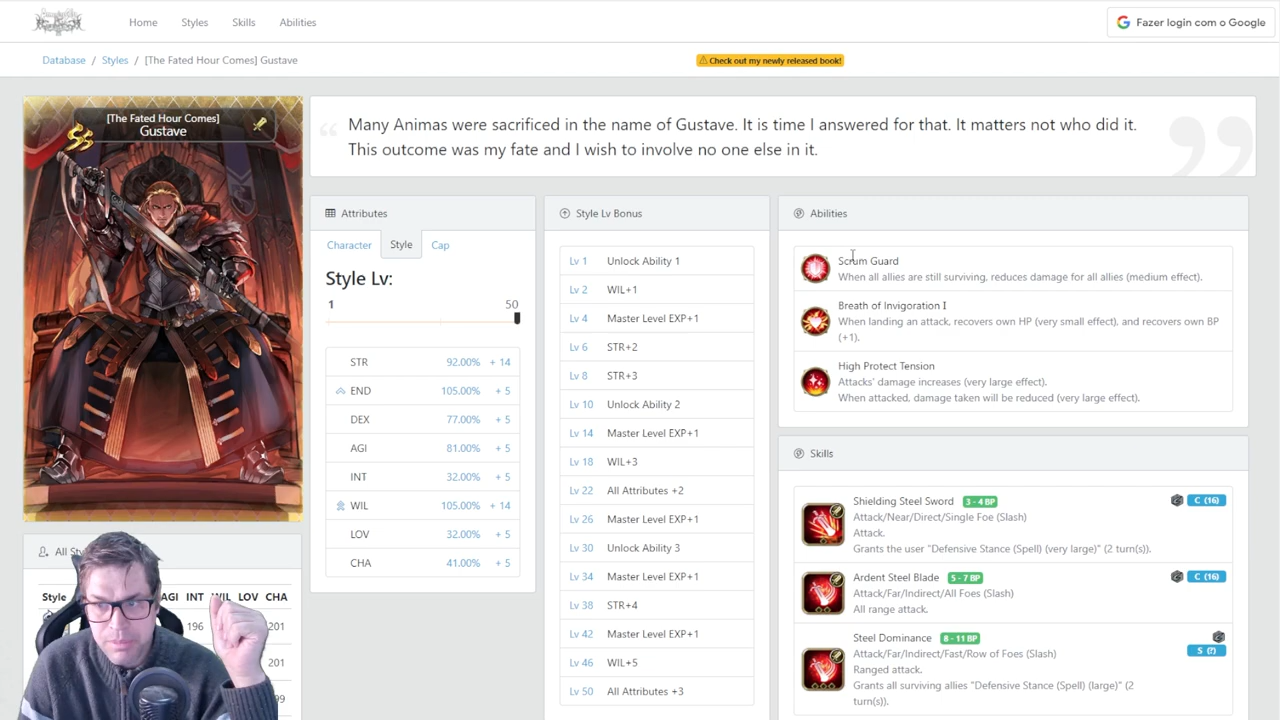 Home Styles Skills Abilities
Fazer login com o Google
Database / Styles / [The Fated Hour Comes] Gustave
Check out my newly released book!
[The Fated Hour Comes]
Gustave
SS
Many Animas were sacrificed in the name of Gustave. It is time I answered for that. It matters not who did it.
This outcome was my fate and I wish to involve no one else in it.
Attributes
Character Style Cap
Style Lv:
1 50
STR 92.00% + 14
END 105.00% + 5
DEX 77.00% + 5
AGI 81.00% + 5
INT 32.00% + 5
WIL 105.00% + 14
LOV 32.00% + 5
CHA 41.00% + 5
Style Lv Bonus
Lv 1 Unlock Ability 1
Lv 2 WIL+1
Lv 4 Master Level EXP+1
Lv 6 STR+2
Lv 8 STR+3
Lv 10 Unlock Ability 2
Lv 14 Master Level EXP+1
Lv 18 WIL+3
Lv 22 All Attributes +2
Lv 26 Master Level EXP+1
Lv 30 Unlock Ability 3
Lv 34 Master Level EXP+1
Lv 38 STR+4
Lv 42 Master Level EXP+1
Lv 46 WIL+5
Lv 50 All Attributes +3
Abilities
Scrum Guard
When all allies are still surviving, reduces damage for all allies (medium effect).
Breath of Invigoration I
When landing an attack, recovers own HP (very small effect), and recovers own BP
(+1).
High Protect Tension
Attacks' damage increases (very large effect).
When attacked, damage taken will be reduced (very large effect).
Skills
Shielding Steel Sword 3 - 4 BP C (16)
Attack/Near/Direct/Single Foe (Slash)
Attack.
Grants the user "Defensive Stance (Spell) (very large)" (2 turn(s)).
Ardent Steel Blade 5 - 7 BP C (16)
Attack/Far/Indirect/All Foes (Slash)
All range attack.
Steel Dominance 8 - 11 BP S (?)
Attack/Far/Indirect/Fast/Row of Foes (Slash)
Ranged attack.
Grants all surviving allies "Defensive Stance (Spell) (large)" (2
turn(s)).
All
Style AGI INT WIL LOV CHA
196 201
201